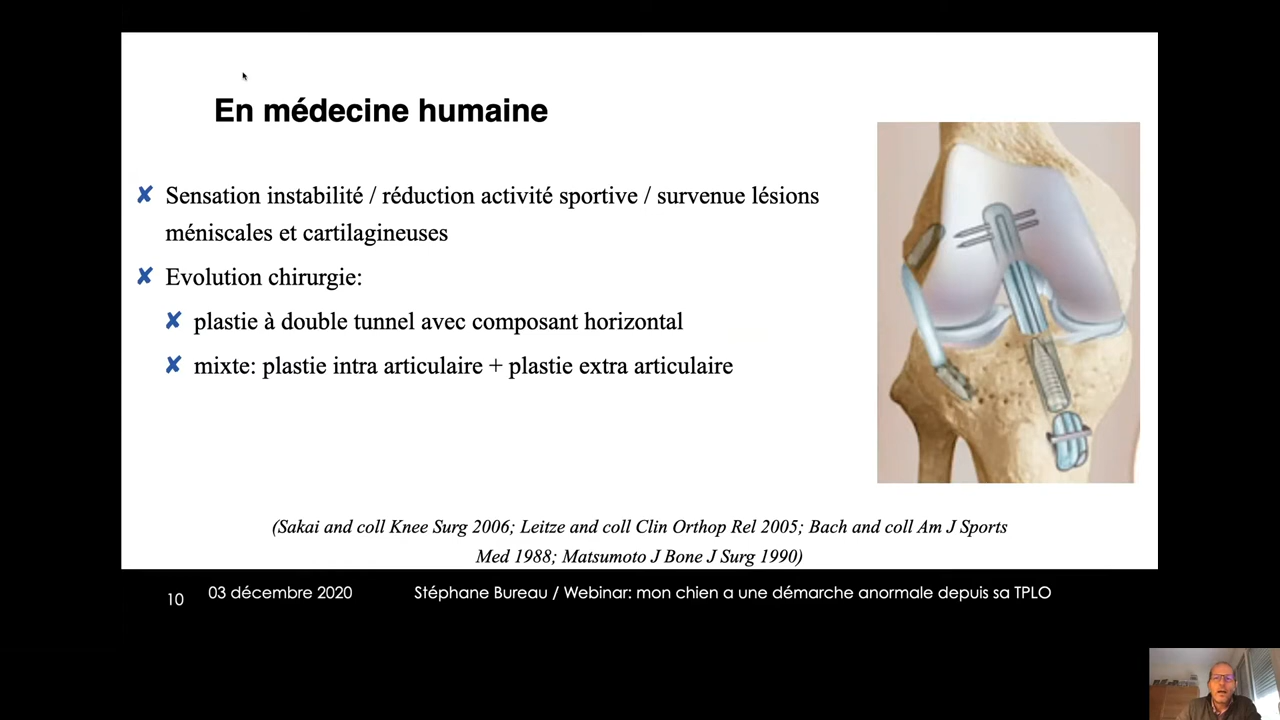 En médecine humaine
✘ Sensation instabilité / réduction activité sportive / survenue lésions
méniscales et cartilagineuses
✘ Evolution chirurgie:
✘ plastie à double tunnel avec composant horizontal
✘ mixte: plastie intra articulaire + plastie extra articulaire
(Sakai and coll Knee Surg 2006; Leitze and coll Clin Orthop Rel 2005; Bach and coll Am J Sports
Med 1988; Matsumoto J Bone J Surg 1990)
10 03 décembre 2020 Stéphane Bureau / Webinar: mon chien a une démarche anormale depuis sa TPLO